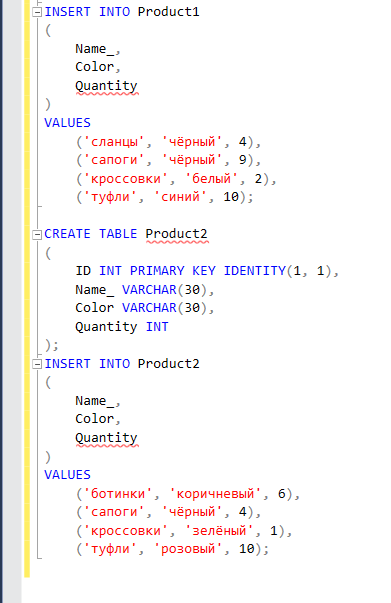 INSERT INTO Product1
(
Name_,
Color,
Quantity
)
VALUES
('сланцы', 'чёрный', 4),
('сапоги', 'чёрный', 9),
('кроссовки', 'белый', 2),
('туфли', 'синий', 10);
CREATE TABLE Product2
(
ID INT PRIMARY KEY IDENTITY(1, 1),
Name_ VARCHAR(30),
Color VARCHAR(30),
Quantity INT
);
INSERT INTO Product2
(
Name_,
Color,
Quantity
)
VALUES
('ботинки', 'коричневый', 6),
('сапоги', 'чёрный', 4),
('кроссовки', 'зелёный', 1),
('туфли', 'розовый', 10);